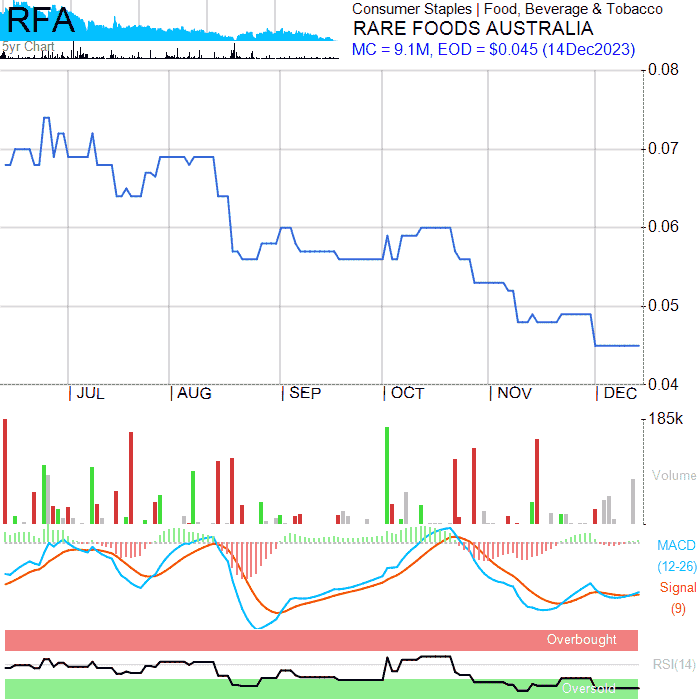 RFA
5yr Chart
Consumer Staples | Food, Beverage & Tobacco
RARE FOODS AUSTRALIA
MC = 9.1M, EOD = $0.045 (14Dec2023)
0.08
0.07
0.06
0.05
0.04
| JUL | AUG | SEP | OCT | NOV | DEC
185k
Volume
MACD
(12-26)
Signal
(9)
Overbought
RSI(14)
Oversold